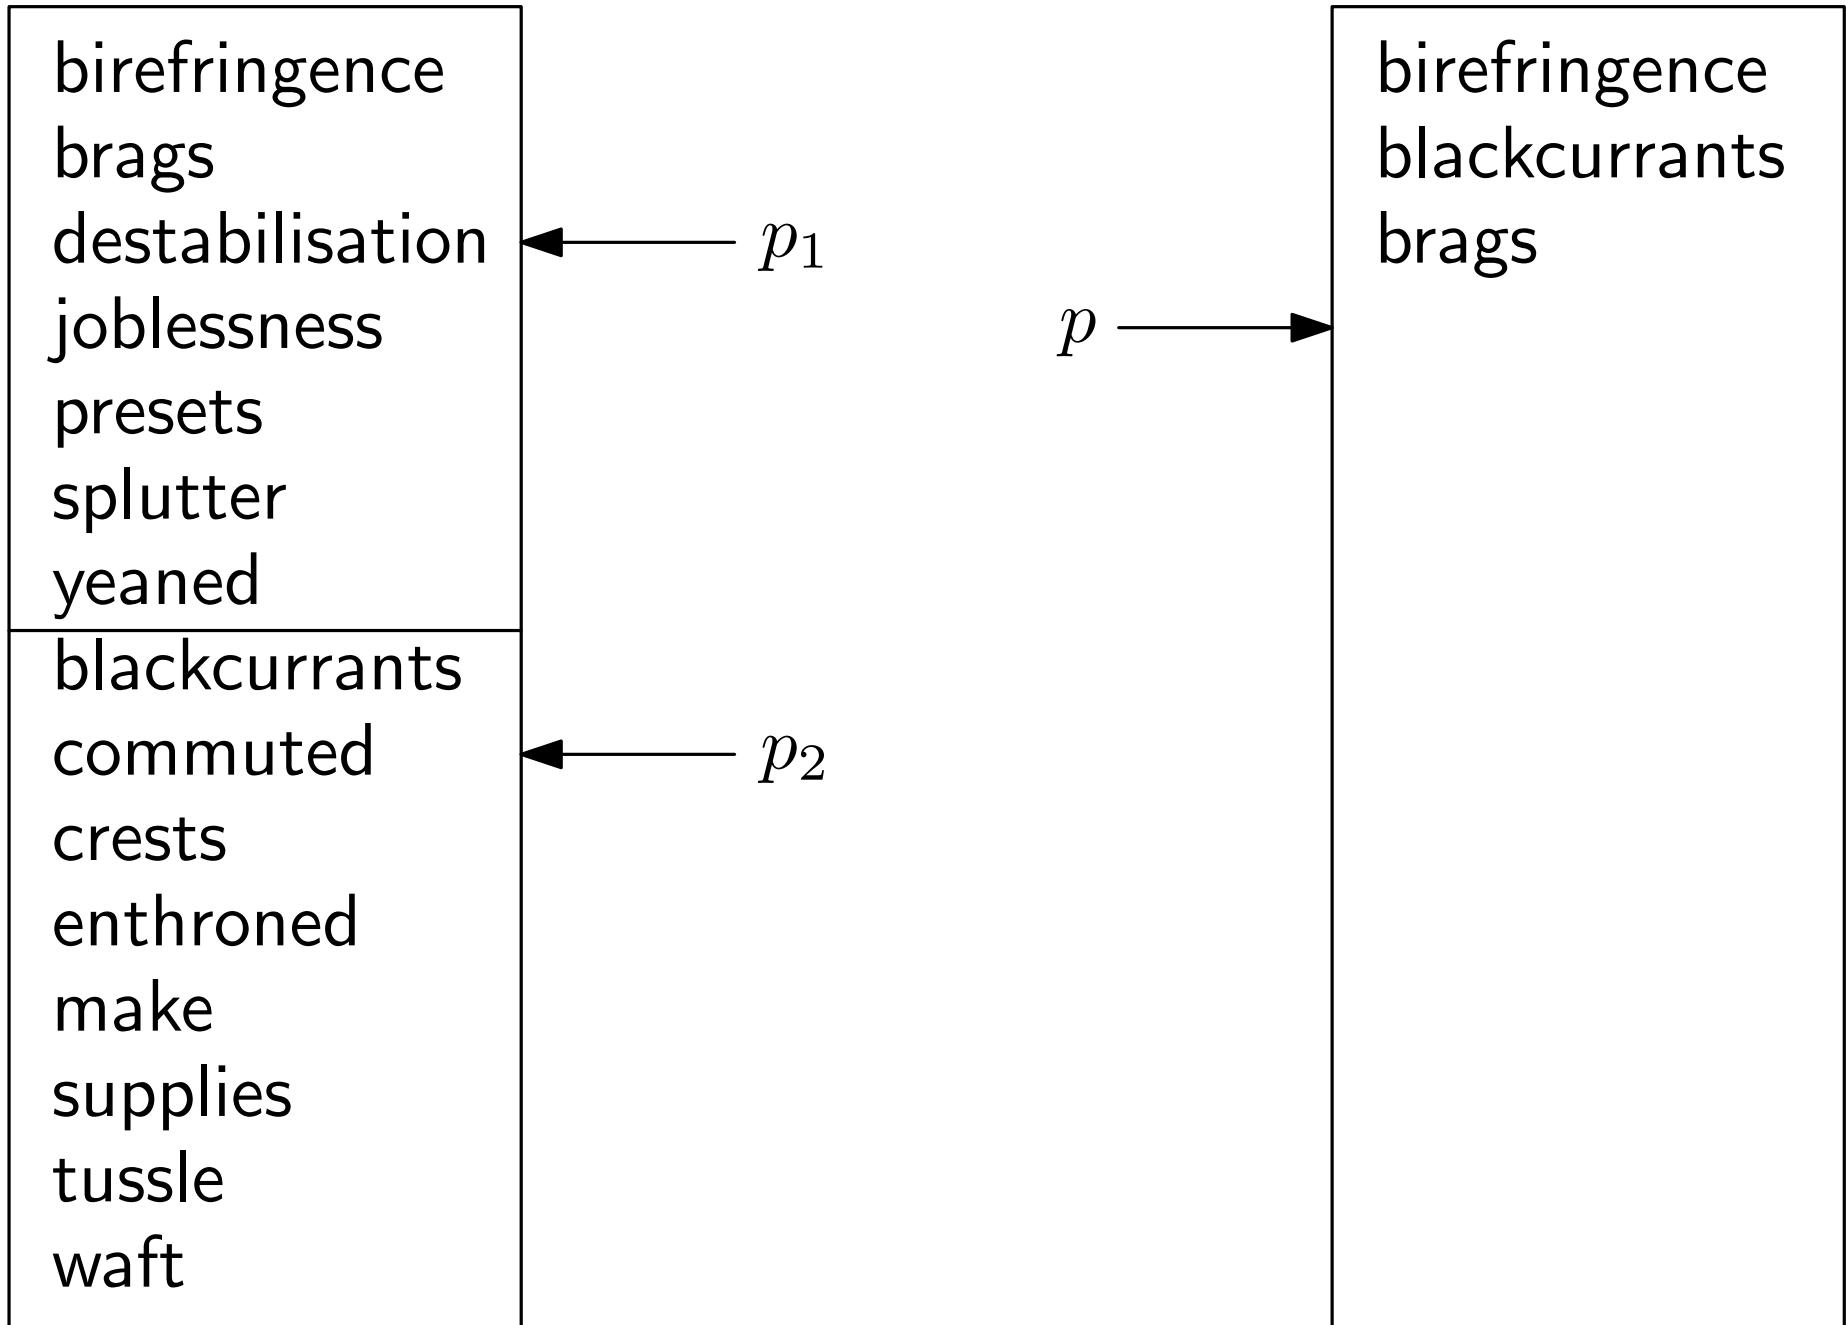 birefringence
brags
destabilisation
joblessness
presets
splutter
yeaned
blackcurrants
commuted
crests
enthroned
make
supplies
tussle
waft
p₁
p₂
p
birefringence
blackcurrants
brags